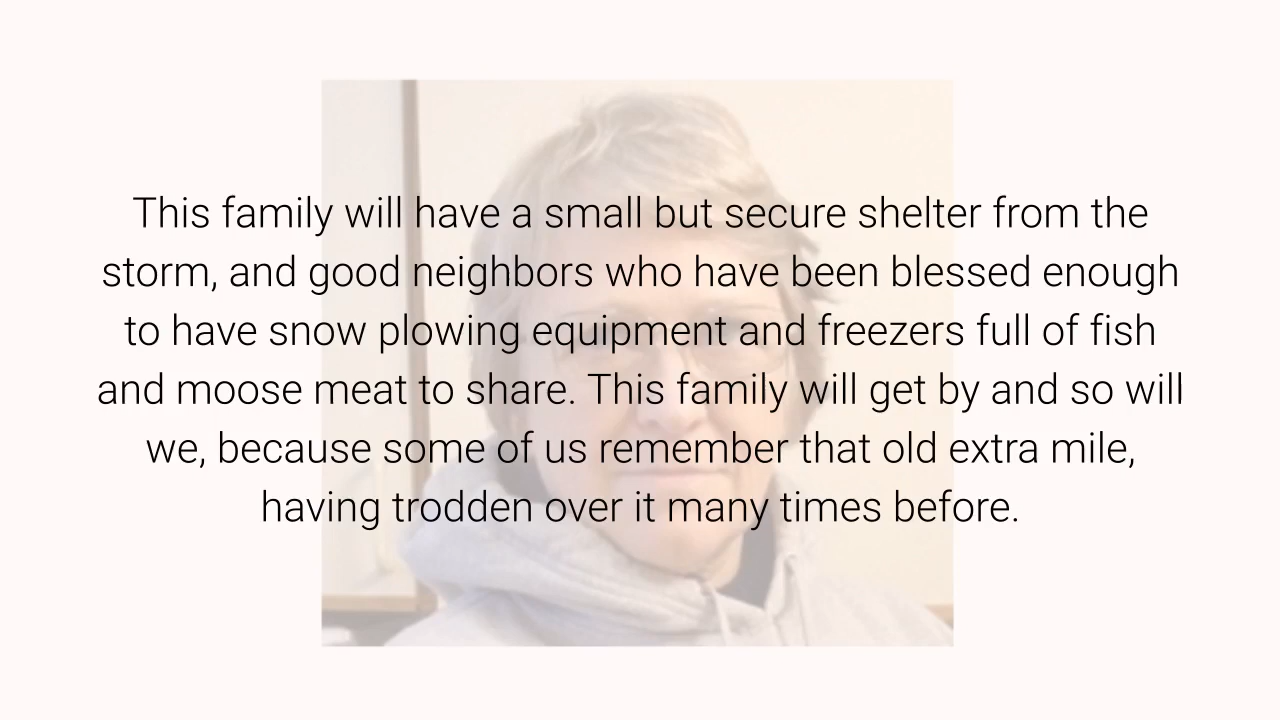 This family will have a small but secure shelter from the
storm, and good neighbors who have been blessed enough
to have snow plowing equipment and freezers full of fish
and moose meat to share. This family will get by and so will
we, because some of us remember that old extra mile,
having trodden over it many times before.